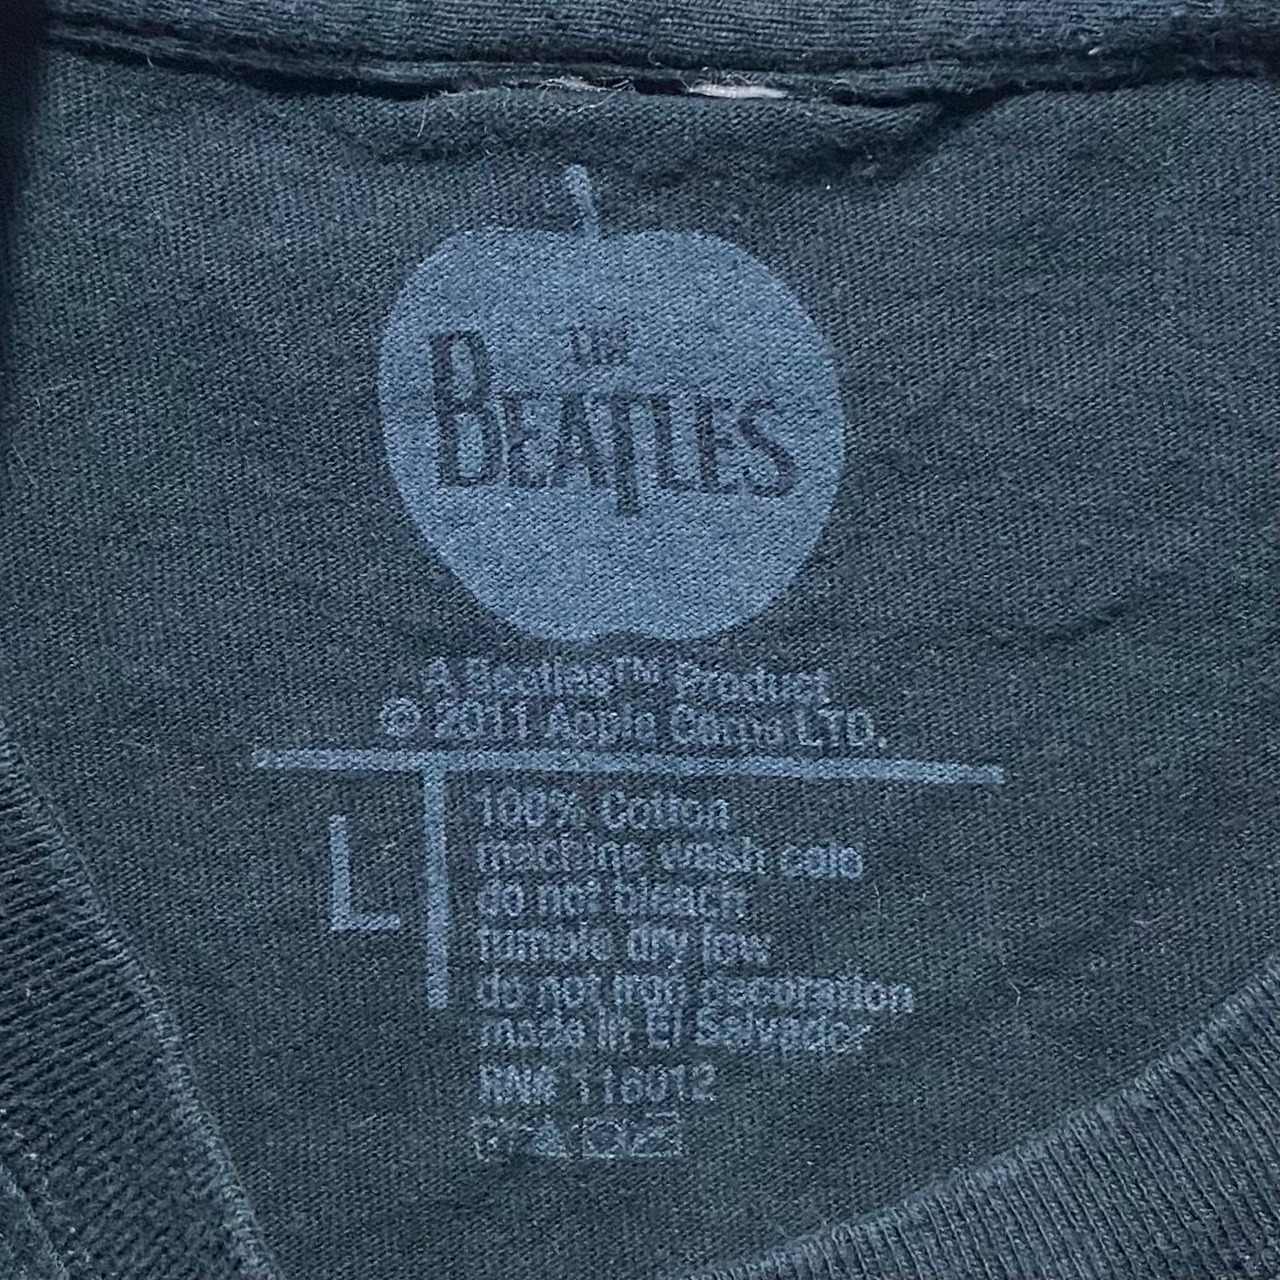 THE
BEATLES
A Beatles™ Product
© 2011 Apple Corps LTD.
L
100% Cotton
machine wash cold
do not bleach
tumble dry low
do not iron decoration
made in El Salvador
RN# 116012